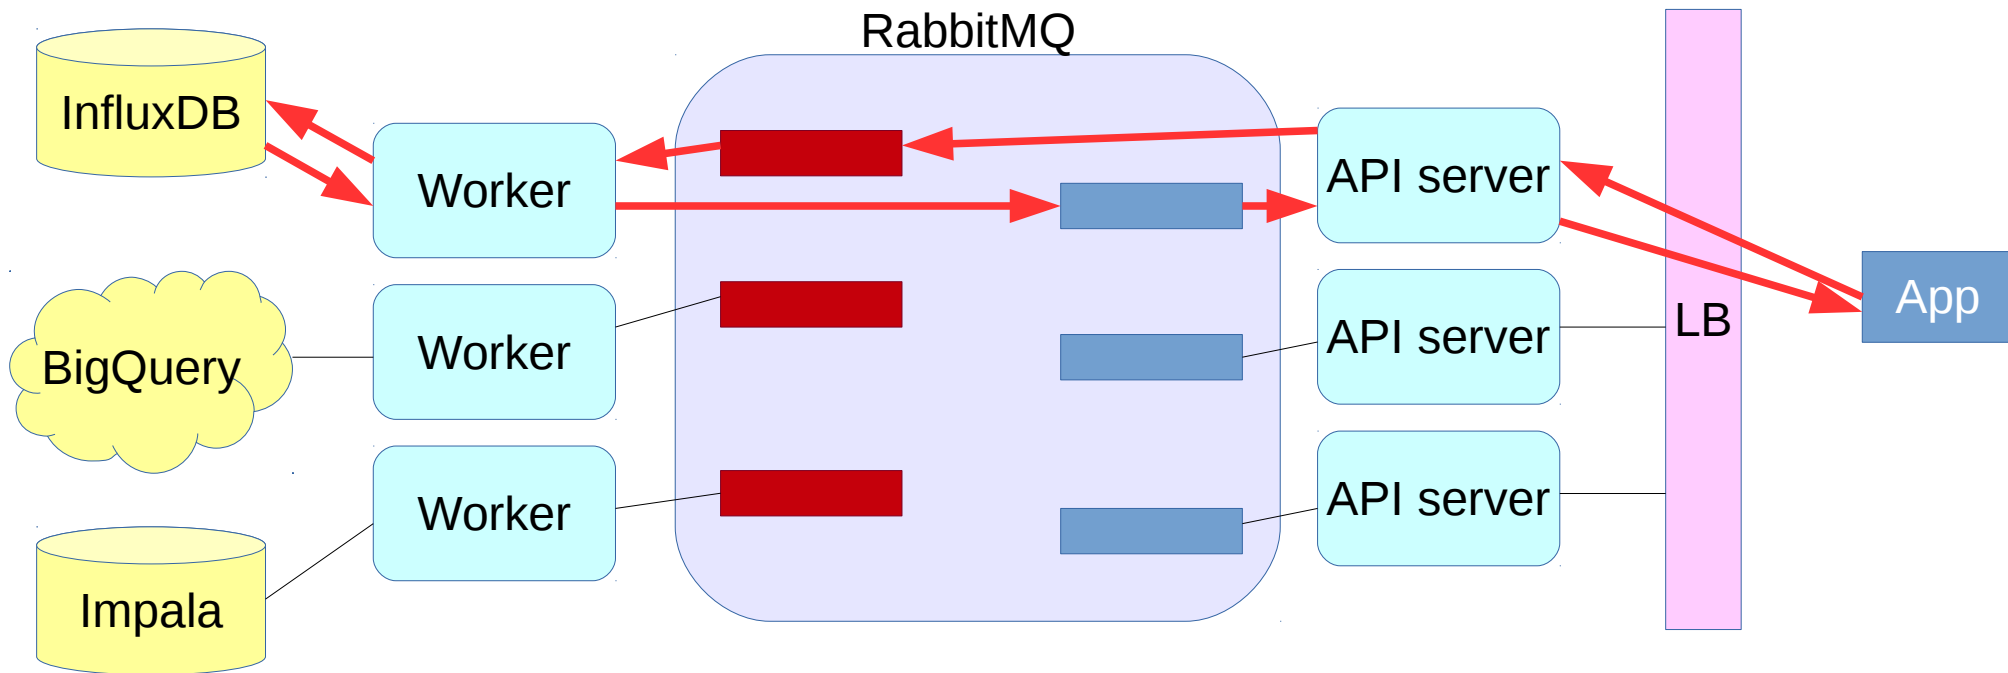 RabbitMQ
InfluxDB
Worker
API server
BigQuery
Worker
API server
LB
App
Impala
Worker
API server